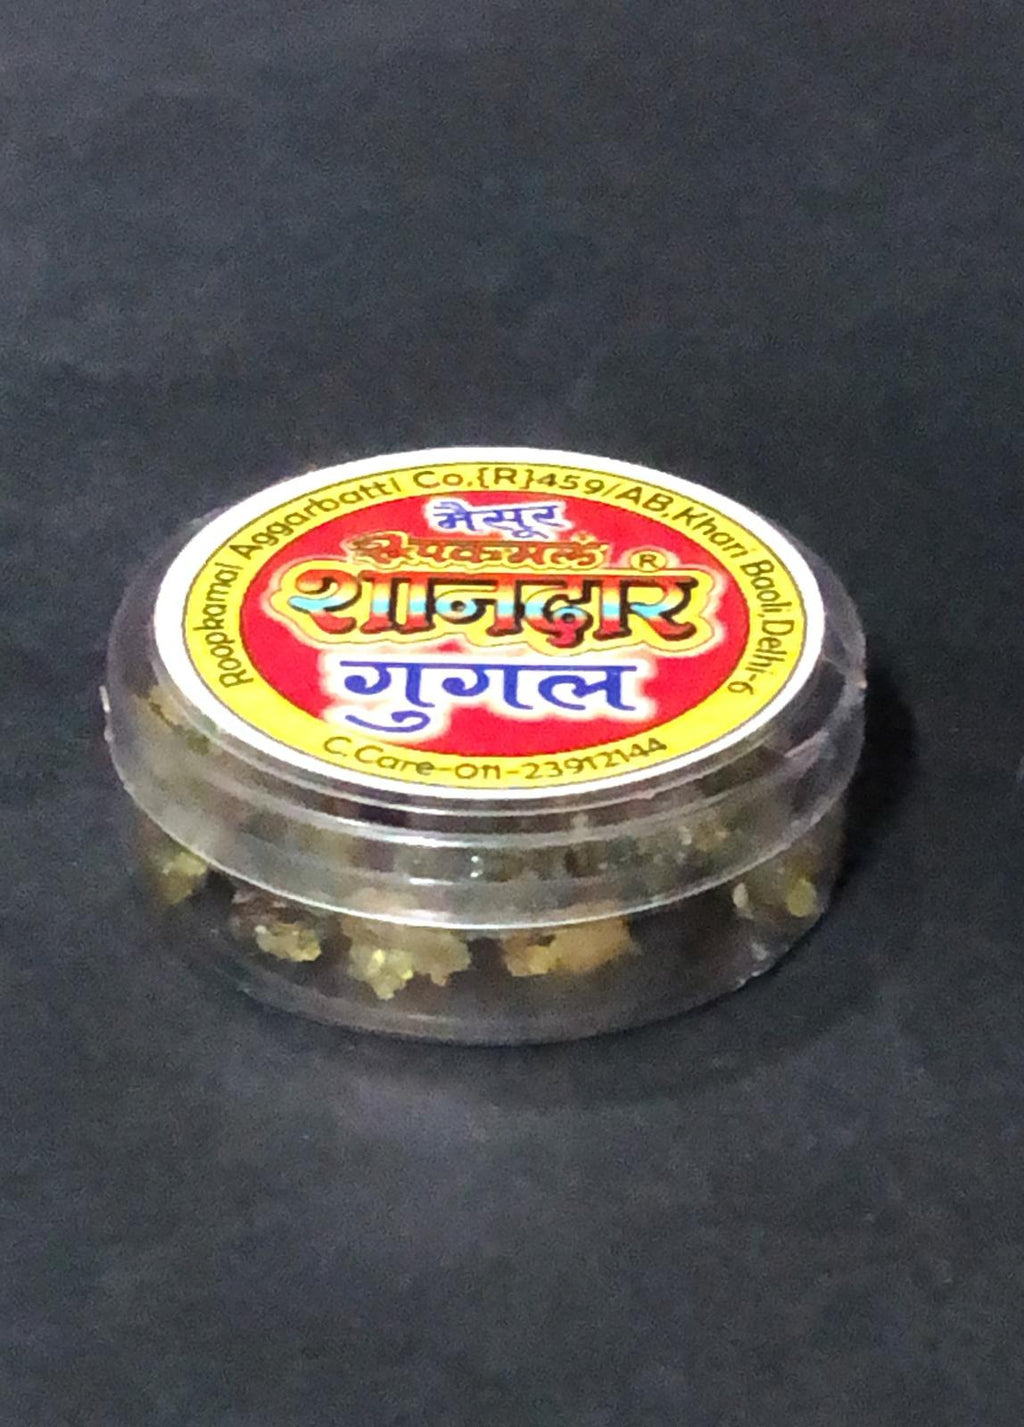 Roopkamal Aggarbatti Co.{R}459/AB,Khari Baoli,Delhi-6
मैसूर
रूपकमल
शानदार ®
गुगल
C.Care-011-23912144